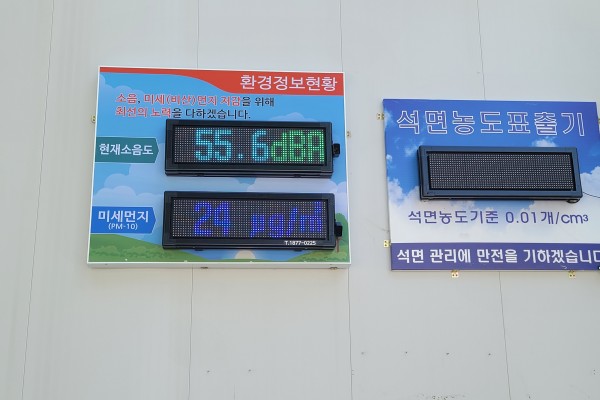 환경정보현황
소음, 미세(비산)먼지 저감을 위해
최선의 노력을 다하겠습니다.
현재소음도
55.6dBA
미세먼지
(PM-10)
24 ㎍/㎥
T.1877-0225
석면농도표출기
석면농도기준 0.01개/cm³
석면 관리에 만전을 기하겠습니다